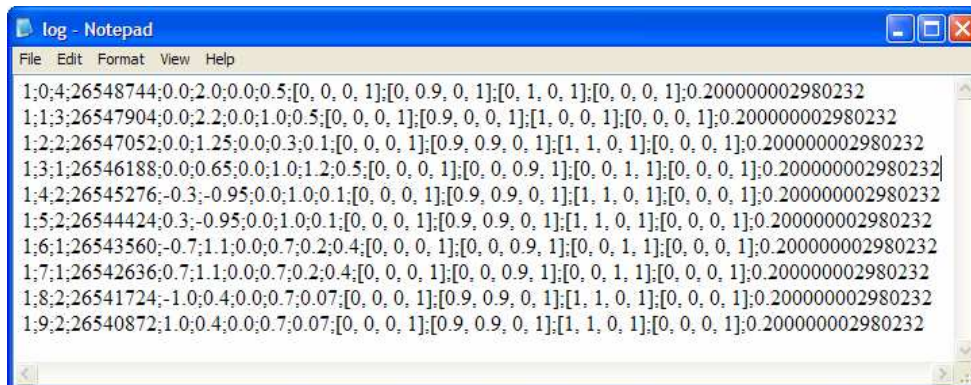 log - Notepad
File Edit Format View Help
1;0;4;26548744;0.0;2.0;0.0;0.5;[0, 0, 0, 1];[0, 0.9, 0, 1];[0, 1, 0, 1];[0, 0, 0, 1];0.200000002980232
1;1;3;26547904;0.0;2.2;0.0;1.0;0.5;[0, 0, 0, 1];[0.9, 0, 0, 1];[1, 0, 0, 1];[0, 0, 0, 1];0.200000002980232
1;2;2;26547052;0.0;1.25;0.0;0.3;0.1;[0, 0, 0, 1];[0.9, 0.9, 0, 1];[1, 1, 0, 1];[0, 0, 0, 1];0.200000002980232
1;3;1;26546188;0.0;0.65;0.0;1.0;1.2;0.5;[0, 0, 0, 1];[0, 0, 0.9, 1];[0, 0, 1, 1];[0, 0, 0, 1];0.200000002980232
1;4;2;26545276;-0.3;-0.95;0.0;1.0;0.1;[0, 0, 0, 1];[0.9, 0.9, 0, 1];[1, 1, 0, 1];[0, 0, 0, 1];0.200000002980232
1;5;2;26544424;0.3;-0.95;0.0;1.0;0.1;[0, 0, 0, 1];[0.9, 0.9, 0, 1];[1, 1, 0, 1];[0, 0, 0, 1];0.200000002980232
1;6;1;26543560;-0.7;1.1;0.0;0.7;0.2;0.4;[0, 0, 0, 1];[0, 0, 0.9, 1];[0, 0, 1, 1];[0, 0, 0, 1];0.200000002980232
1;7;1;26542636;0.7;1.1;0.0;0.7;0.2;0.4;[0, 0, 0, 1];[0, 0, 0.9, 1];[0, 0, 1, 1];[0, 0, 0, 1];0.200000002980232
1;8;2;26541724;-1.0;0.4;0.0;0.7;0.07;[0, 0, 0, 1];[0.9, 0.9, 0, 1];[1, 1, 0, 1];[0, 0, 0, 1];0.200000002980232
1;9;2;26540872;1.0;0.4;0.0;0.7;0.07;[0, 0, 0, 1];[0.9, 0.9, 0, 1];[1, 1, 0, 1];[0, 0, 0, 1];0.200000002980232